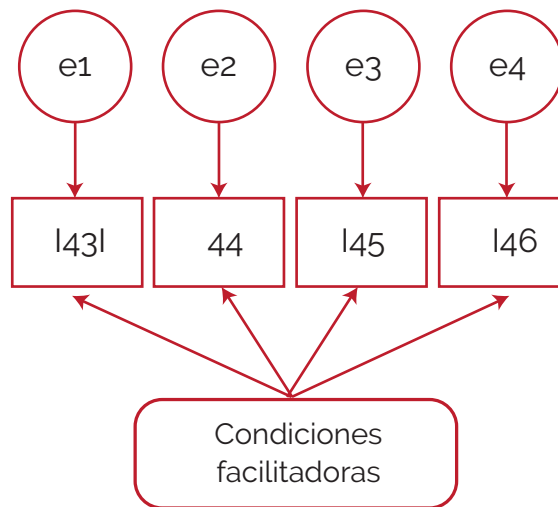 e1 e2 e3 e4
I43I 44 I45 I46
Condiciones
facilitadoras